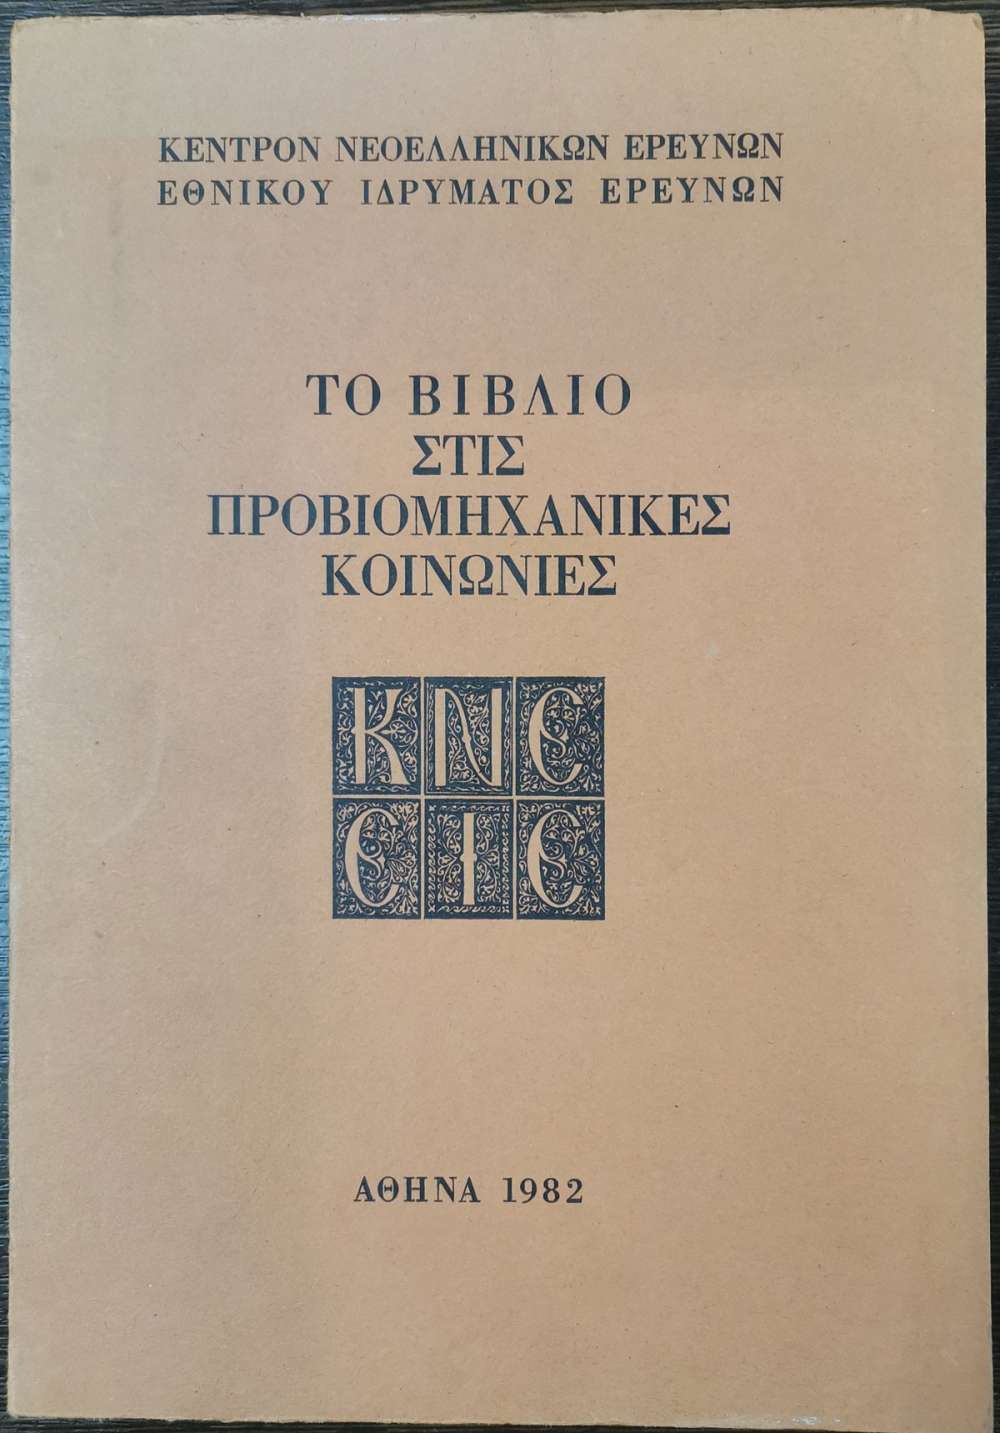 ΚΕΝΤΡΟΝ ΝΕΟΕΛΛΗΝΙΚΩΝ ΕΡΕΥΝΩΝ
ΕΘΝΙΚΟΥ ΙΔΡΥΜΑΤΟΣ ΕΡΕΥΝΩΝ
ΤΟ ΒΙΒΛΙΟ
ΣΤΙΣ
ΠΡΟΒΙΟΜΗΧΑΝΙΚΕΣ
ΚΟΙΝΩΝΙΕΣ
ΚΝΕ
ΕΙΕ
ΑΘΗΝΑ 1982